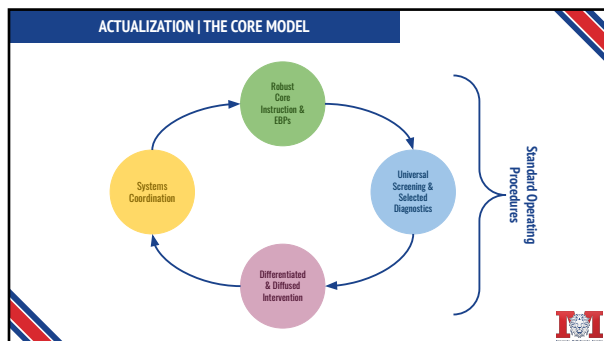 ACTUALIZATION | THE CORE MODEL
Robust
Core
Instruction &
EBPs
Universal
Screening &
Selected
Diagnostics
Differentiated
& Diffused
Intervention
Systems
Coordination
Standard Operating
Procedures